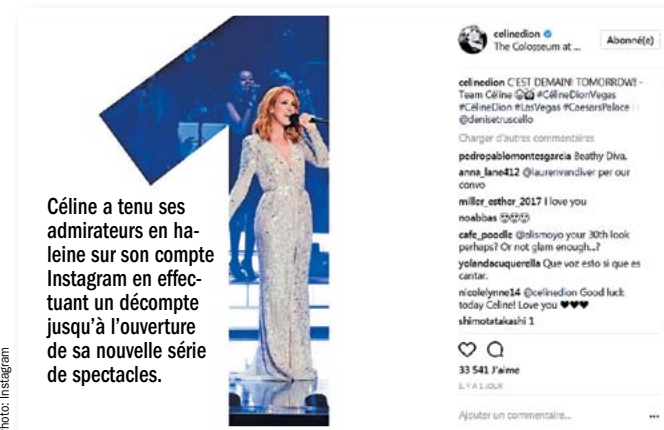 celinedion
The Colosseum at ...
Abonné(e)
celinedion C'EST DEMAIN! TOMORROW! -
Team Céline #CélineDionVegas
#CélineDion #LasVegas #CaesarsPalace
@denisetruscello
Charger d'autres commentaires
pedropablomontesgarcia Beathy Diva.
anna_lane412 @laurenvandiver per our
convo
miller_esther_2017 I love you
noabbas 😍😍😍
cafe_poodle @alismoyo your 30th look
perhaps? Or not glam enough...?
yolandacuquerella Que voz esto si que es
cantar.
nicolelynne14 @celinedion Good luck
today Celine! Love you ♥♥♥
shimotatakashi 1
33 541 J'aime
IL Y A 1 JOUR
Ajouter un commentaire...
Céline a tenu ses
admirateurs en ha-
leine sur son compte
Instagram en effec-
tuant un décompte
jusqu'à l'ouverture
de sa nouvelle série
de spectacles.
hoto: Instagram